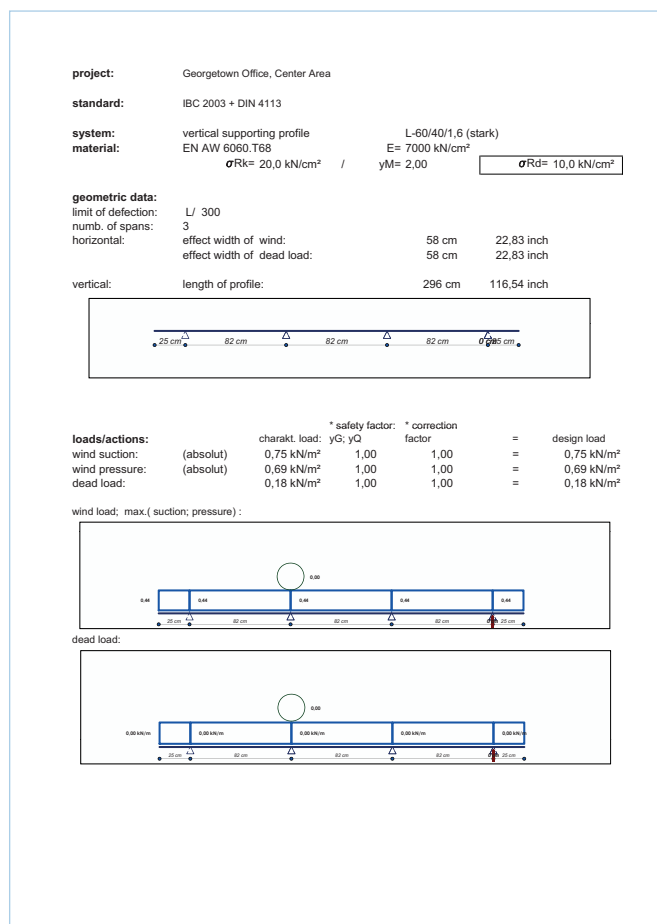 project: Georgetown Office, Center Area
standard: IBC 2003 + DIN 4113
system: vertical supporting profile L-60/40/1,6 (stark)
material: EN AW 6060.T68 E= 7000 kN/cm²
σRk= 20,0 kN/cm² / yM= 2,00 σRd= 10,0 kN/cm²
geometric data:
limit of defection: L/ 300
numb. of spans: 3
horizontal: effect width of wind: 58 cm 22,83 inch
effect width of dead load: 58 cm 22,83 inch
vertical: length of profile: 296 cm 116,54 inch
25 cm 82 cm 82 cm 82 cm 25 cm
* safety factor: * correction
loads/actions: charakt. load: yG; yQ factor = design load
wind suction: (absolut) 0,75 kN/m² 1,00 1,00 = 0,75 kN/m²
wind pressure: (absolut) 0,69 kN/m² 1,00 1,00 = 0,69 kN/m²
dead load: 0,18 kN/m² 1,00 1,00 = 0,18 kN/m²
wind load; max.( suction; pressure) :
0,00
0,44 0,44 0,44 0,44 0,44
25 cm 82 cm 82 cm 82 cm 25 cm
dead load:
0,00
0,00 kN/m 0,00 kN/m 0,00 kN/m 0,00 kN/m 0,00 kN/m
25 cm 82 cm 82 cm 82 cm 25 cm